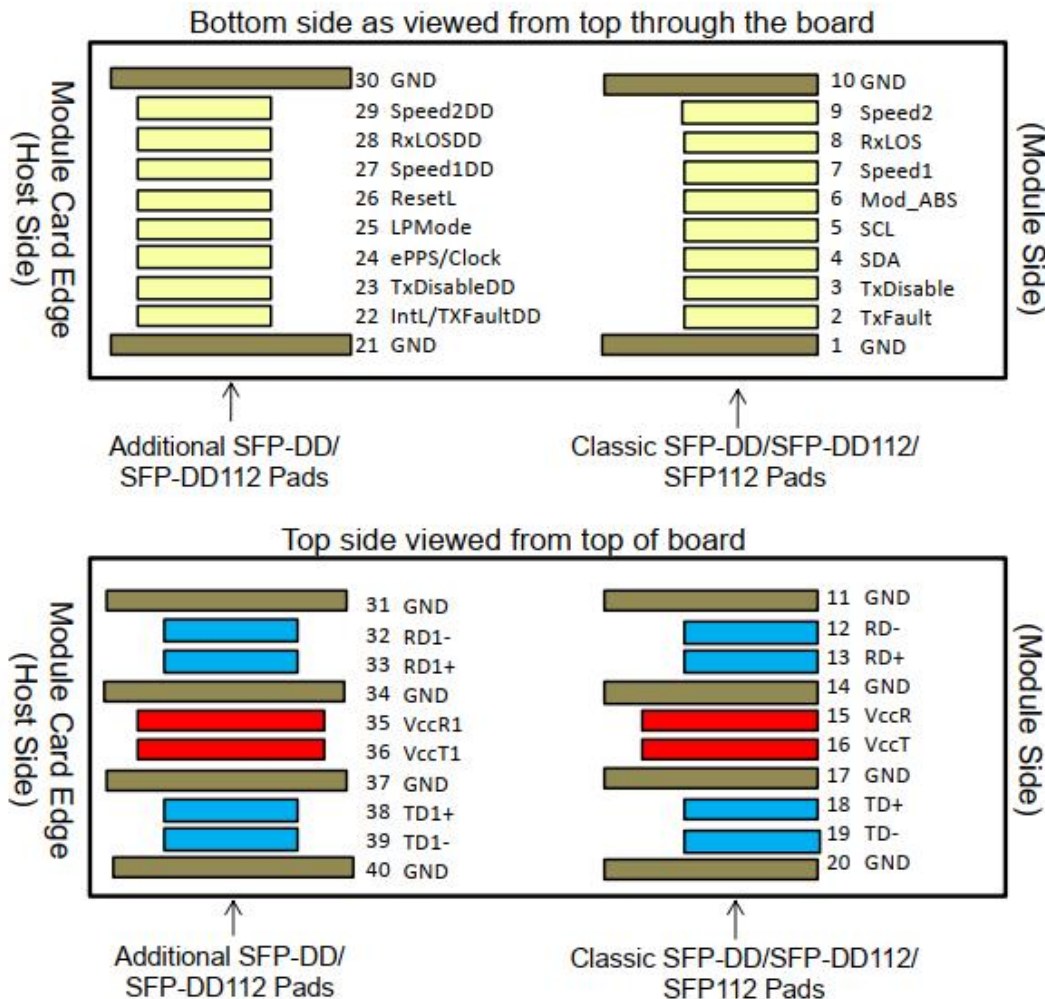 Bottom side as viewed from top through the board
Module Card Edge
(Host Side)
30 GND
29 Speed2DD
28 RxLOSDD
27 Speed1DD
26 ResetL
25 LPMode
24 ePPS/Clock
23 TxDisableDD
22 IntL/TXFaultDD
21 GND
10 GND
9 Speed2
8 RxLOS
7 Speed1
6 Mod_ABS
5 SCL
4 SDA
3 TxDisable
2 TxFault
1 GND
(Module Side)
Additional SFP-DD/
SFP-DD112 Pads
Classic SFP-DD/SFP-DD112/
SFP112 Pads
Top side viewed from top of board
Module Card Edge
(Host Side)
31 GND
32 RD1-
33 RD1+
34 GND
35 VccR1
36 VccT1
37 GND
38 TD1+
39 TD1-
40 GND
11 GND
12 RD-
13 RD+
14 GND
15 VccR
16 VccT
17 GND
18 TD+
19 TD-
20 GND
(Module Side)
Additional SFP-DD/
SFP-DD112 Pads
Classic SFP-DD/SFP-DD112/
SFP112 Pads